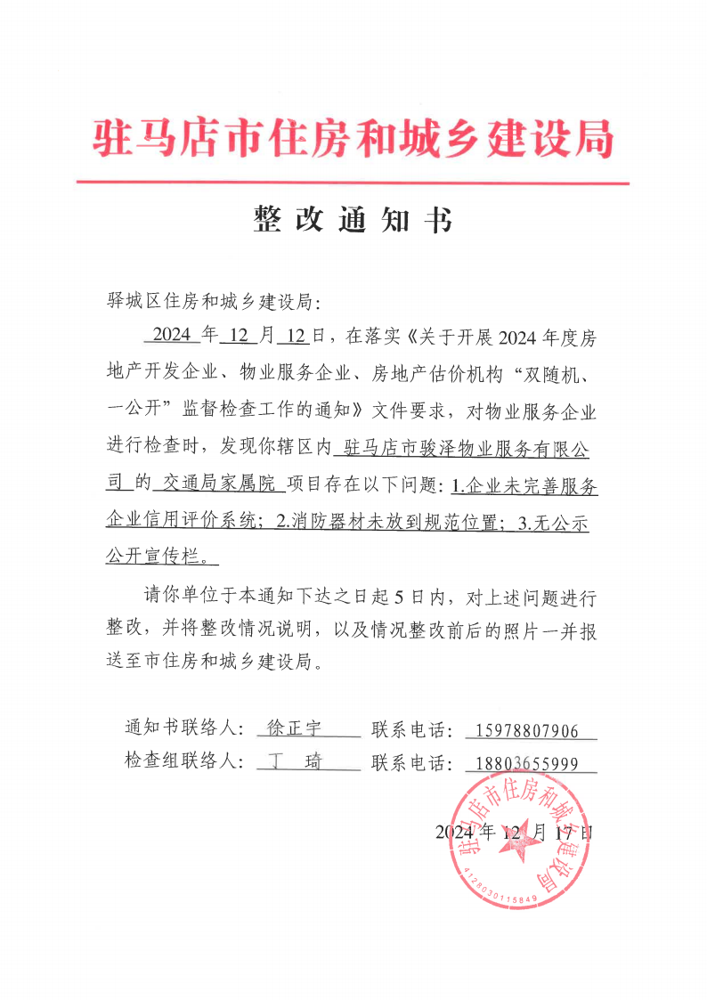 驻马店市住房和城乡建设局
整改通知书
驿城区住房和城乡建设局:
2024 年 12 月 12 日，在落实《关于开展 2024 年度房
地产开发企业、物业服务企业、房地产估价机构“双随机、
一公开”监督检查工作的通知》文件要求，对物业服务企业
进行检查时，发现你辖区内 驻马店市骏泽物业服务有限公
司 的 交通局家属院 项目存在以下问题: 1.企业未完善服务
企业信用评价系统; 2.消防器材未放到规范位置; 3.无公示
公开宣传栏。
请你单位于本通知下达之日起 5 日内，对上述问题进行
整改，并将整改情况说明，以及情况整改前后的照片一并报
送至市住房和城乡建设局。
通知书联络人: 徐正宇 联系电话: 15978807906
检查组联络人: 丁 琦 联系电话: 18803655999
2024 年 12 月 17 日
驻马店市住房和城乡建设局
4128030115849